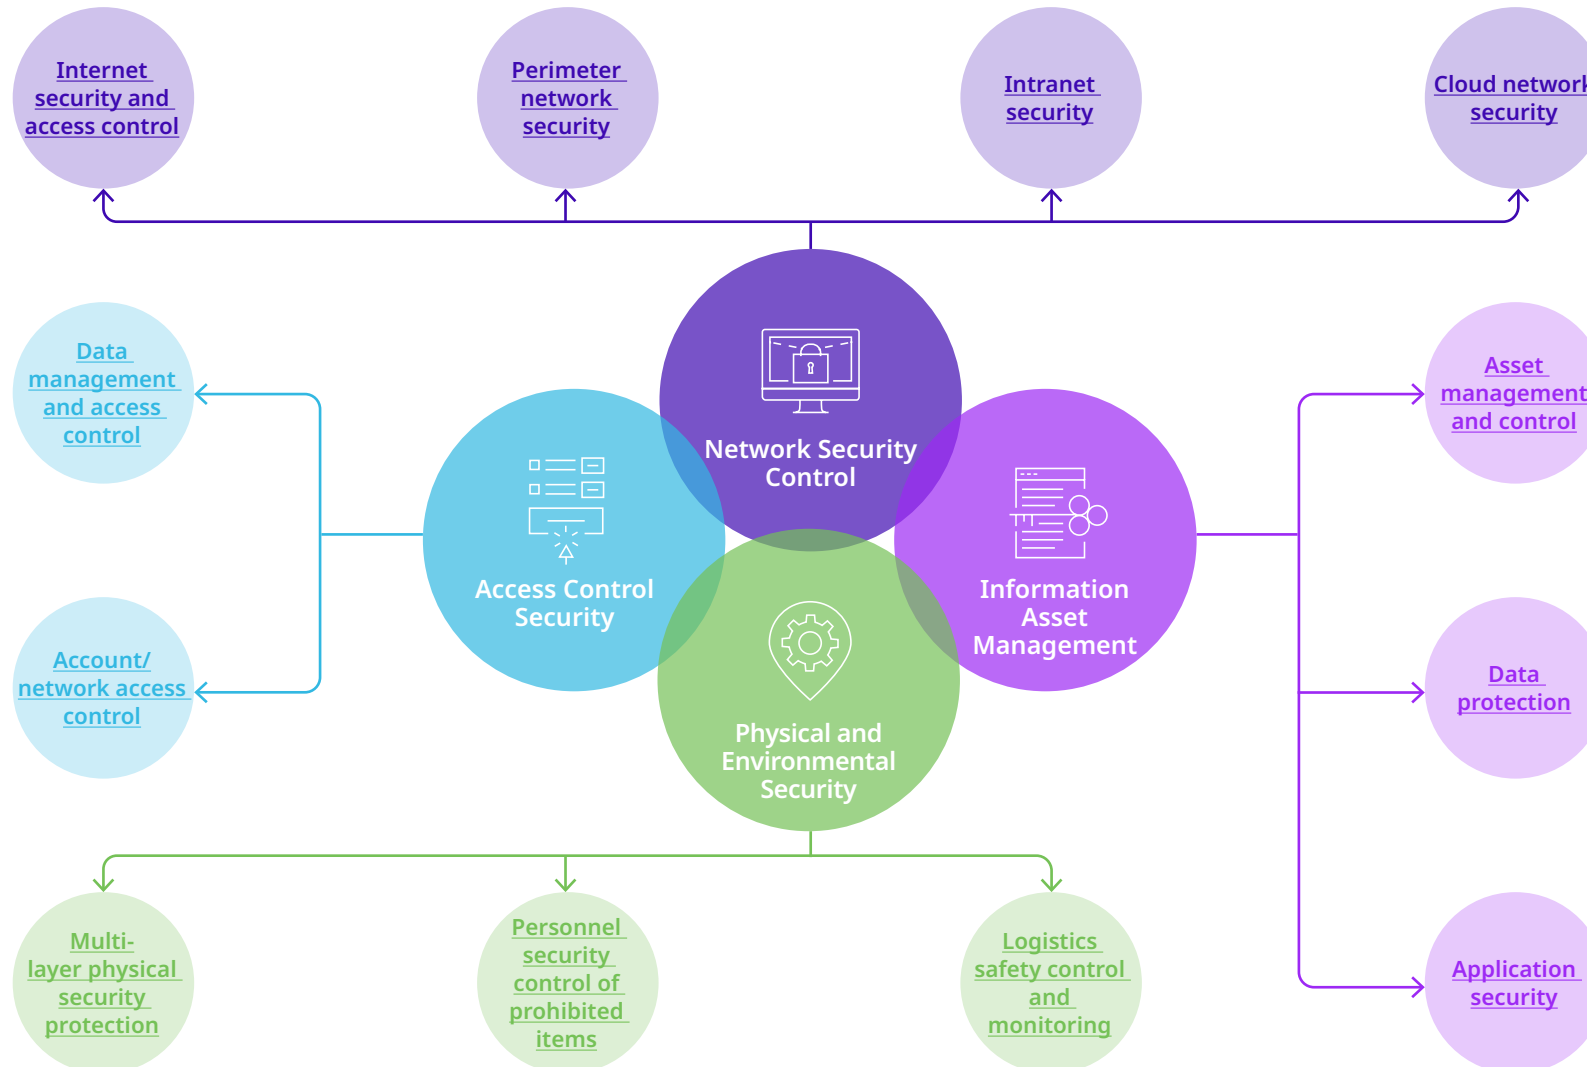 Internet
security and
access control
Perimeter
network
security
Intranet
security
Cloud network
security
Data
management
and access
control
Network Security
Control
Asset
management
and control
Access Control
Security
Information
Asset
Management
Account/
network access
control
Physical and
Environmental
Security
Data
protection
Multi-
layer physical
security
protection
Personnel
security
control of
prohibited
items
Logistics
safety control
and
monitoring
Application
security